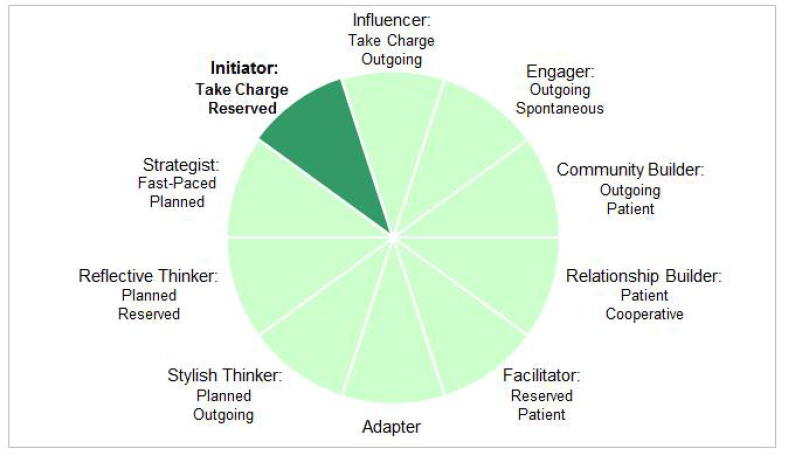 Influencer:
Take Charge
Outgoing
Initiator:
Take Charge
Reserved
Engager:
Outgoing
Spontaneous
Strategist:
Fast-Paced
Planned
Community Builder:
Outgoing
Patient
Reflective Thinker:
Planned
Reserved
Relationship Builder:
Patient
Cooperative
Stylish Thinker:
Planned
Outgoing
Facilitator:
Reserved
Patient
Adapter